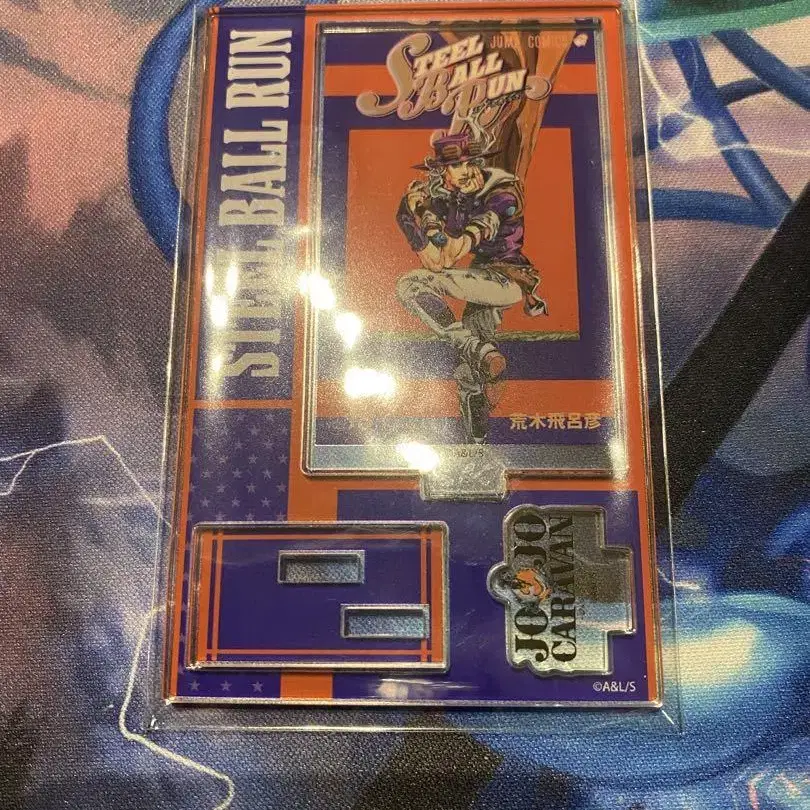 STEEL BALL RUN
JUMP COMICS
STEEL
BALL
RUN
荒木飛呂彦
A&L/S
JOJO
CARAVAN
©A&L/S